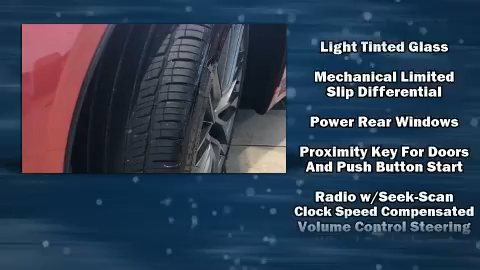 Light Tinted Glass
Mechanical Limited
Slip Differential
Power Rear Windows
Proximity Key For Doors
And Push Button Start
Radio w/Seek-Scan
Clock Speed Compensated
Volume Control Steering